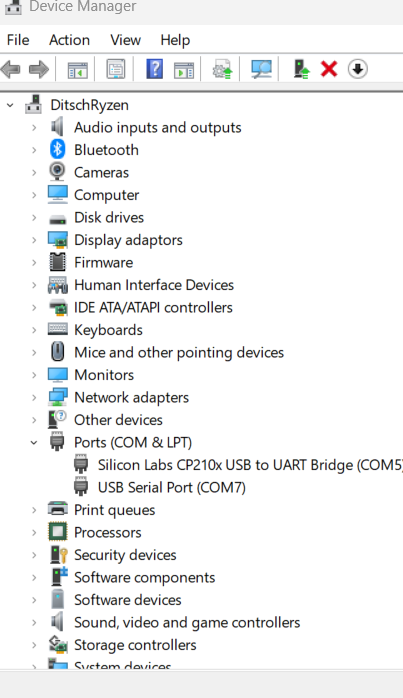 Device Manager
File Action View Help
DitschRyzen
Audio inputs and outputs
Bluetooth
Cameras
Computer
Disk drives
Display adaptors
Firmware
Human Interface Devices
IDE ATA/ATAPI controllers
Keyboards
Mice and other pointing devices
Monitors
Network adapters
Other devices
Ports (COM & LPT)
Silicon Labs CP210x USB to UART Bridge (COM5)
USB Serial Port (COM7)
Print queues
Processors
Security devices
Software components
Software devices
Sound, video and game controllers
Storage controllers
System devices